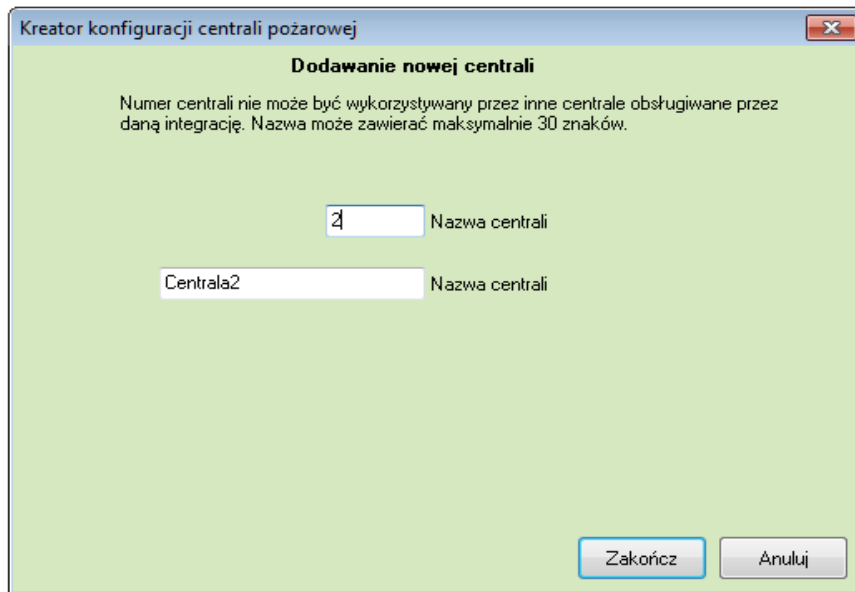 Kreator konfiguracji centrali pożarowej
Dodawanie nowej centrali
Numer centrali nie może być wykorzystywany przez inne centrale obsługiwane przez
daną integrację. Nazwa może zawierać maksymalnie 30 znaków.
2 Nazwa centrali
Centrala2 Nazwa centrali
Zakończ Anuluj